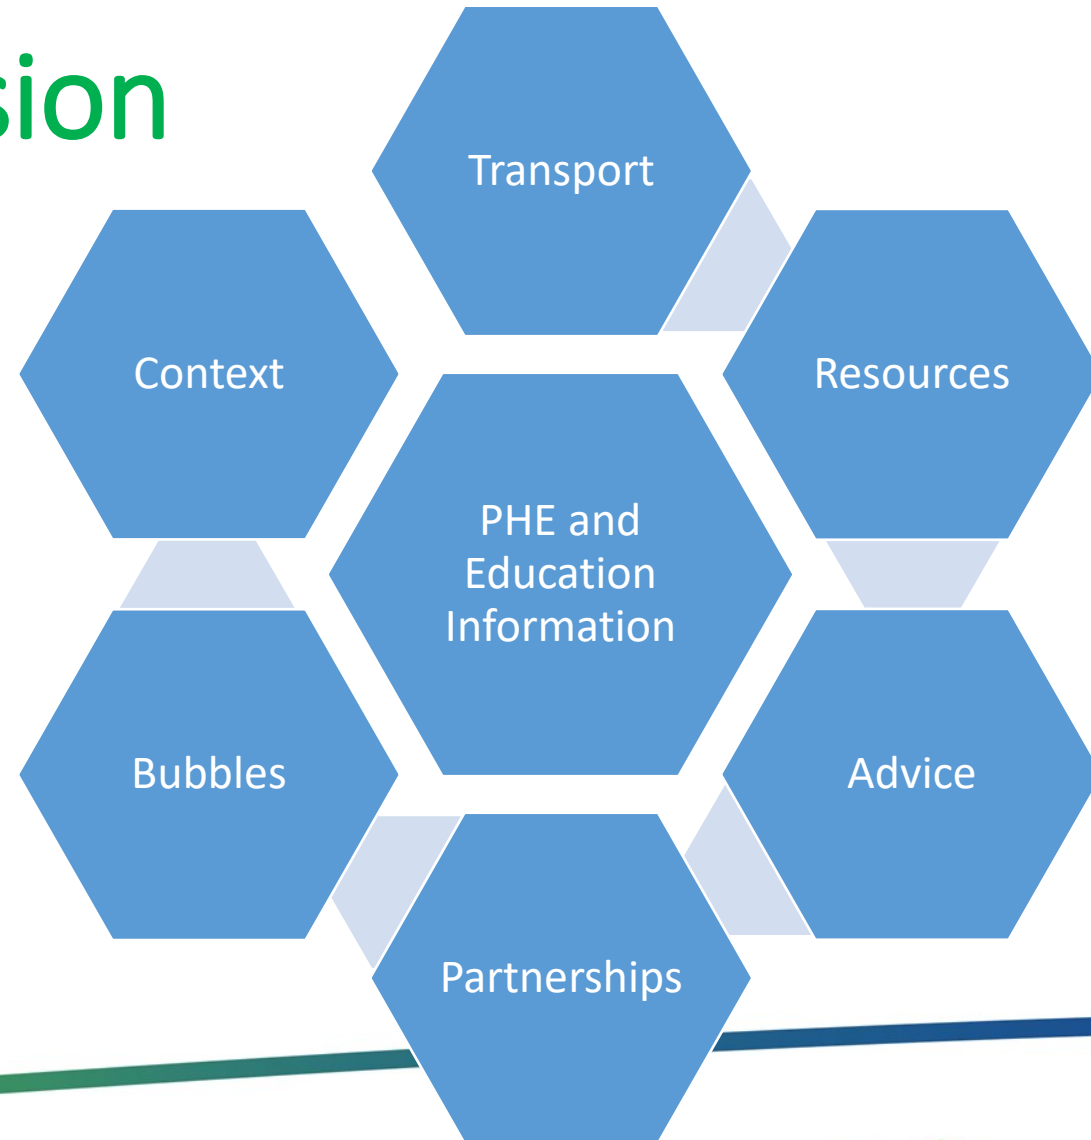 sion
Transport
Context
Resources
PHE and
Education
Information
Bubbles
Advice
Partnerships